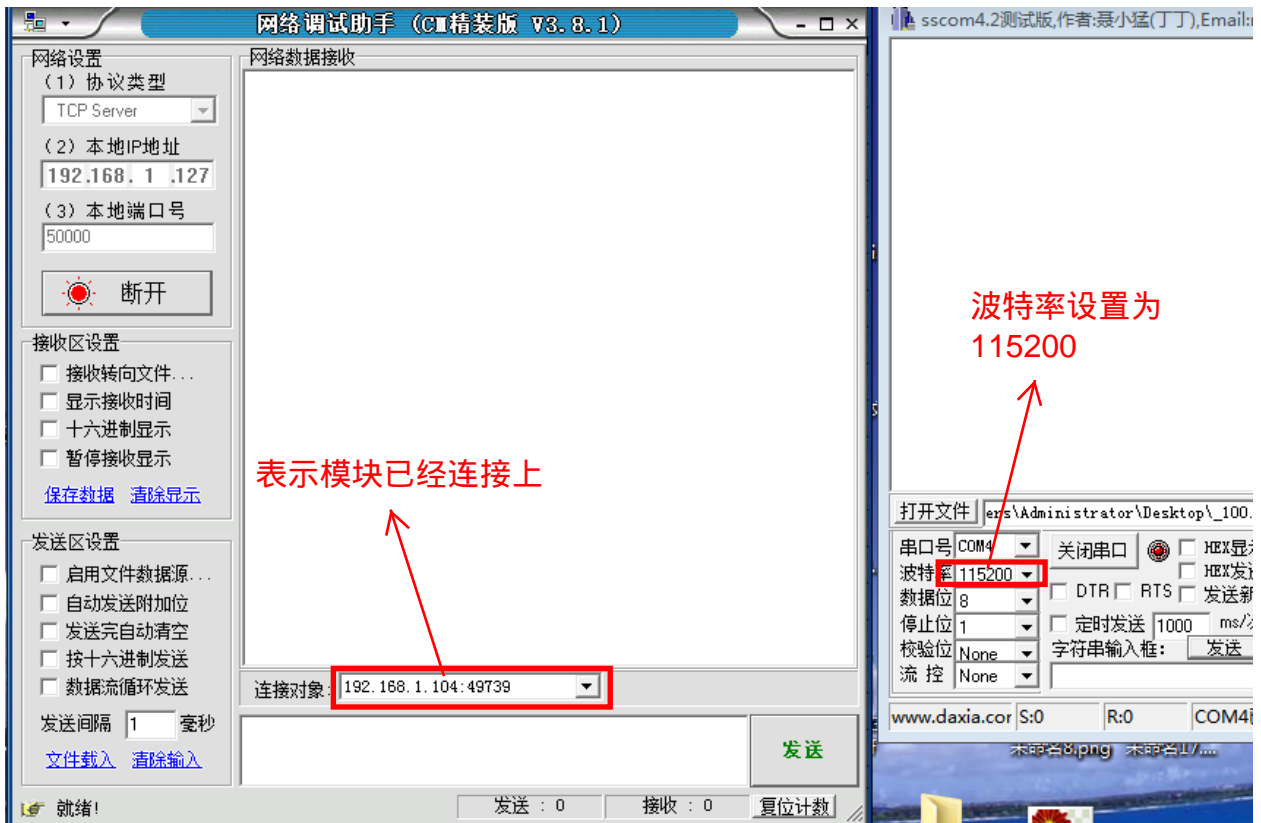 网络调试助手 (CM精装版 V3.8.1)
网络设置
(1) 协议类型
TCP Server
(2) 本地IP地址
192.168. 1 .127
(3) 本地端口号
50000
断开
接收区设置
接收转向文件...
显示接收时间
十六进制显示
暂停接收显示
保存数据 清除显示
发送区设置
启用文件数据源...
自动发送附加位
发送完自动清空
按十六进制发送
数据流循环发送
发送间隔 1 毫秒
文件载入 清除输入
就绪!
网络数据接收
表示模块已经连接上
连接对象: 192.168.1.104:49739
发送
发送 : 0 接收 : 0 复位计数
sscom4.2测试版,作者:聂小猛(丁丁),Email:
波特率设置为
115200
打开文件 ers\Administrator\Desktop\_100.
串口号 COM4 关闭串口 HEX显
波特率 115200 HEX发
数据位 8 DTR RTS 发送新
停止位 1 定时发送 1000 ms/
校验位 None 字符串输入框: 发送
流 控 None
www.daxia.cor S:0 R:0 COM4
未命名8.png 未命名17....